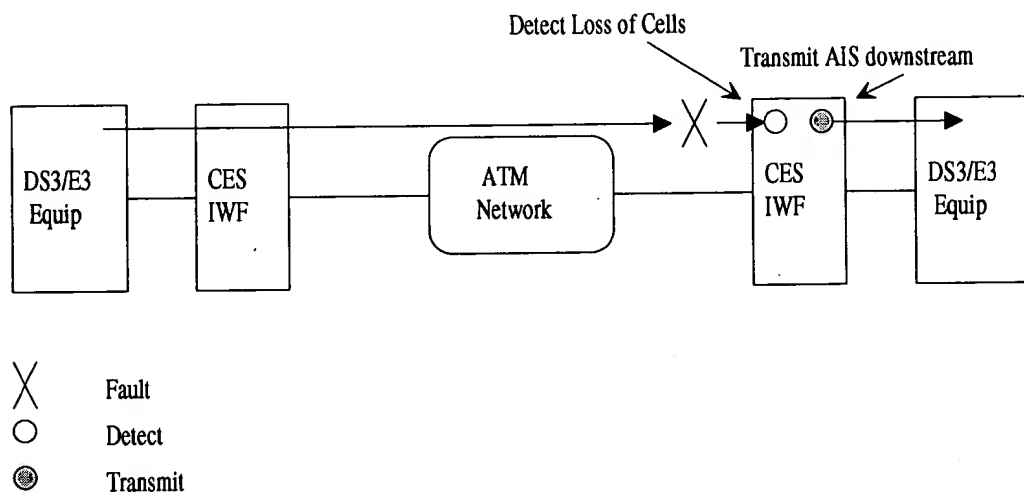 Detect Loss of Cells
Transmit AIS downstream
DS3/E3
Equip
CES
IWF
ATM
Network
CES
IWF
DS3/E3
Equip
Fault
Detect
Transmit